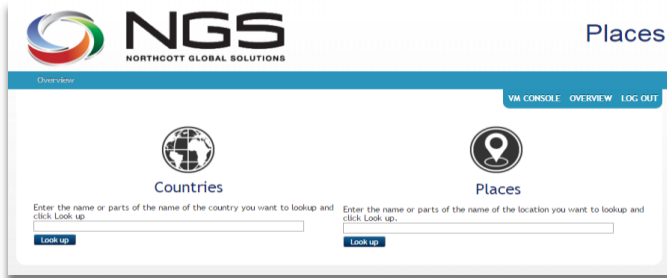 NGS
NORTHCOTT GLOBAL SOLUTIONS
Places
Overview
VM CONSOLE OVERVIEW LOG OUT
Countries
Enter the name or parts of the name of the country you want to lookup and
click Look up
Look up
Places
Enter the name or parts of the name of the location you want to lookup and
click Look up.
Look up